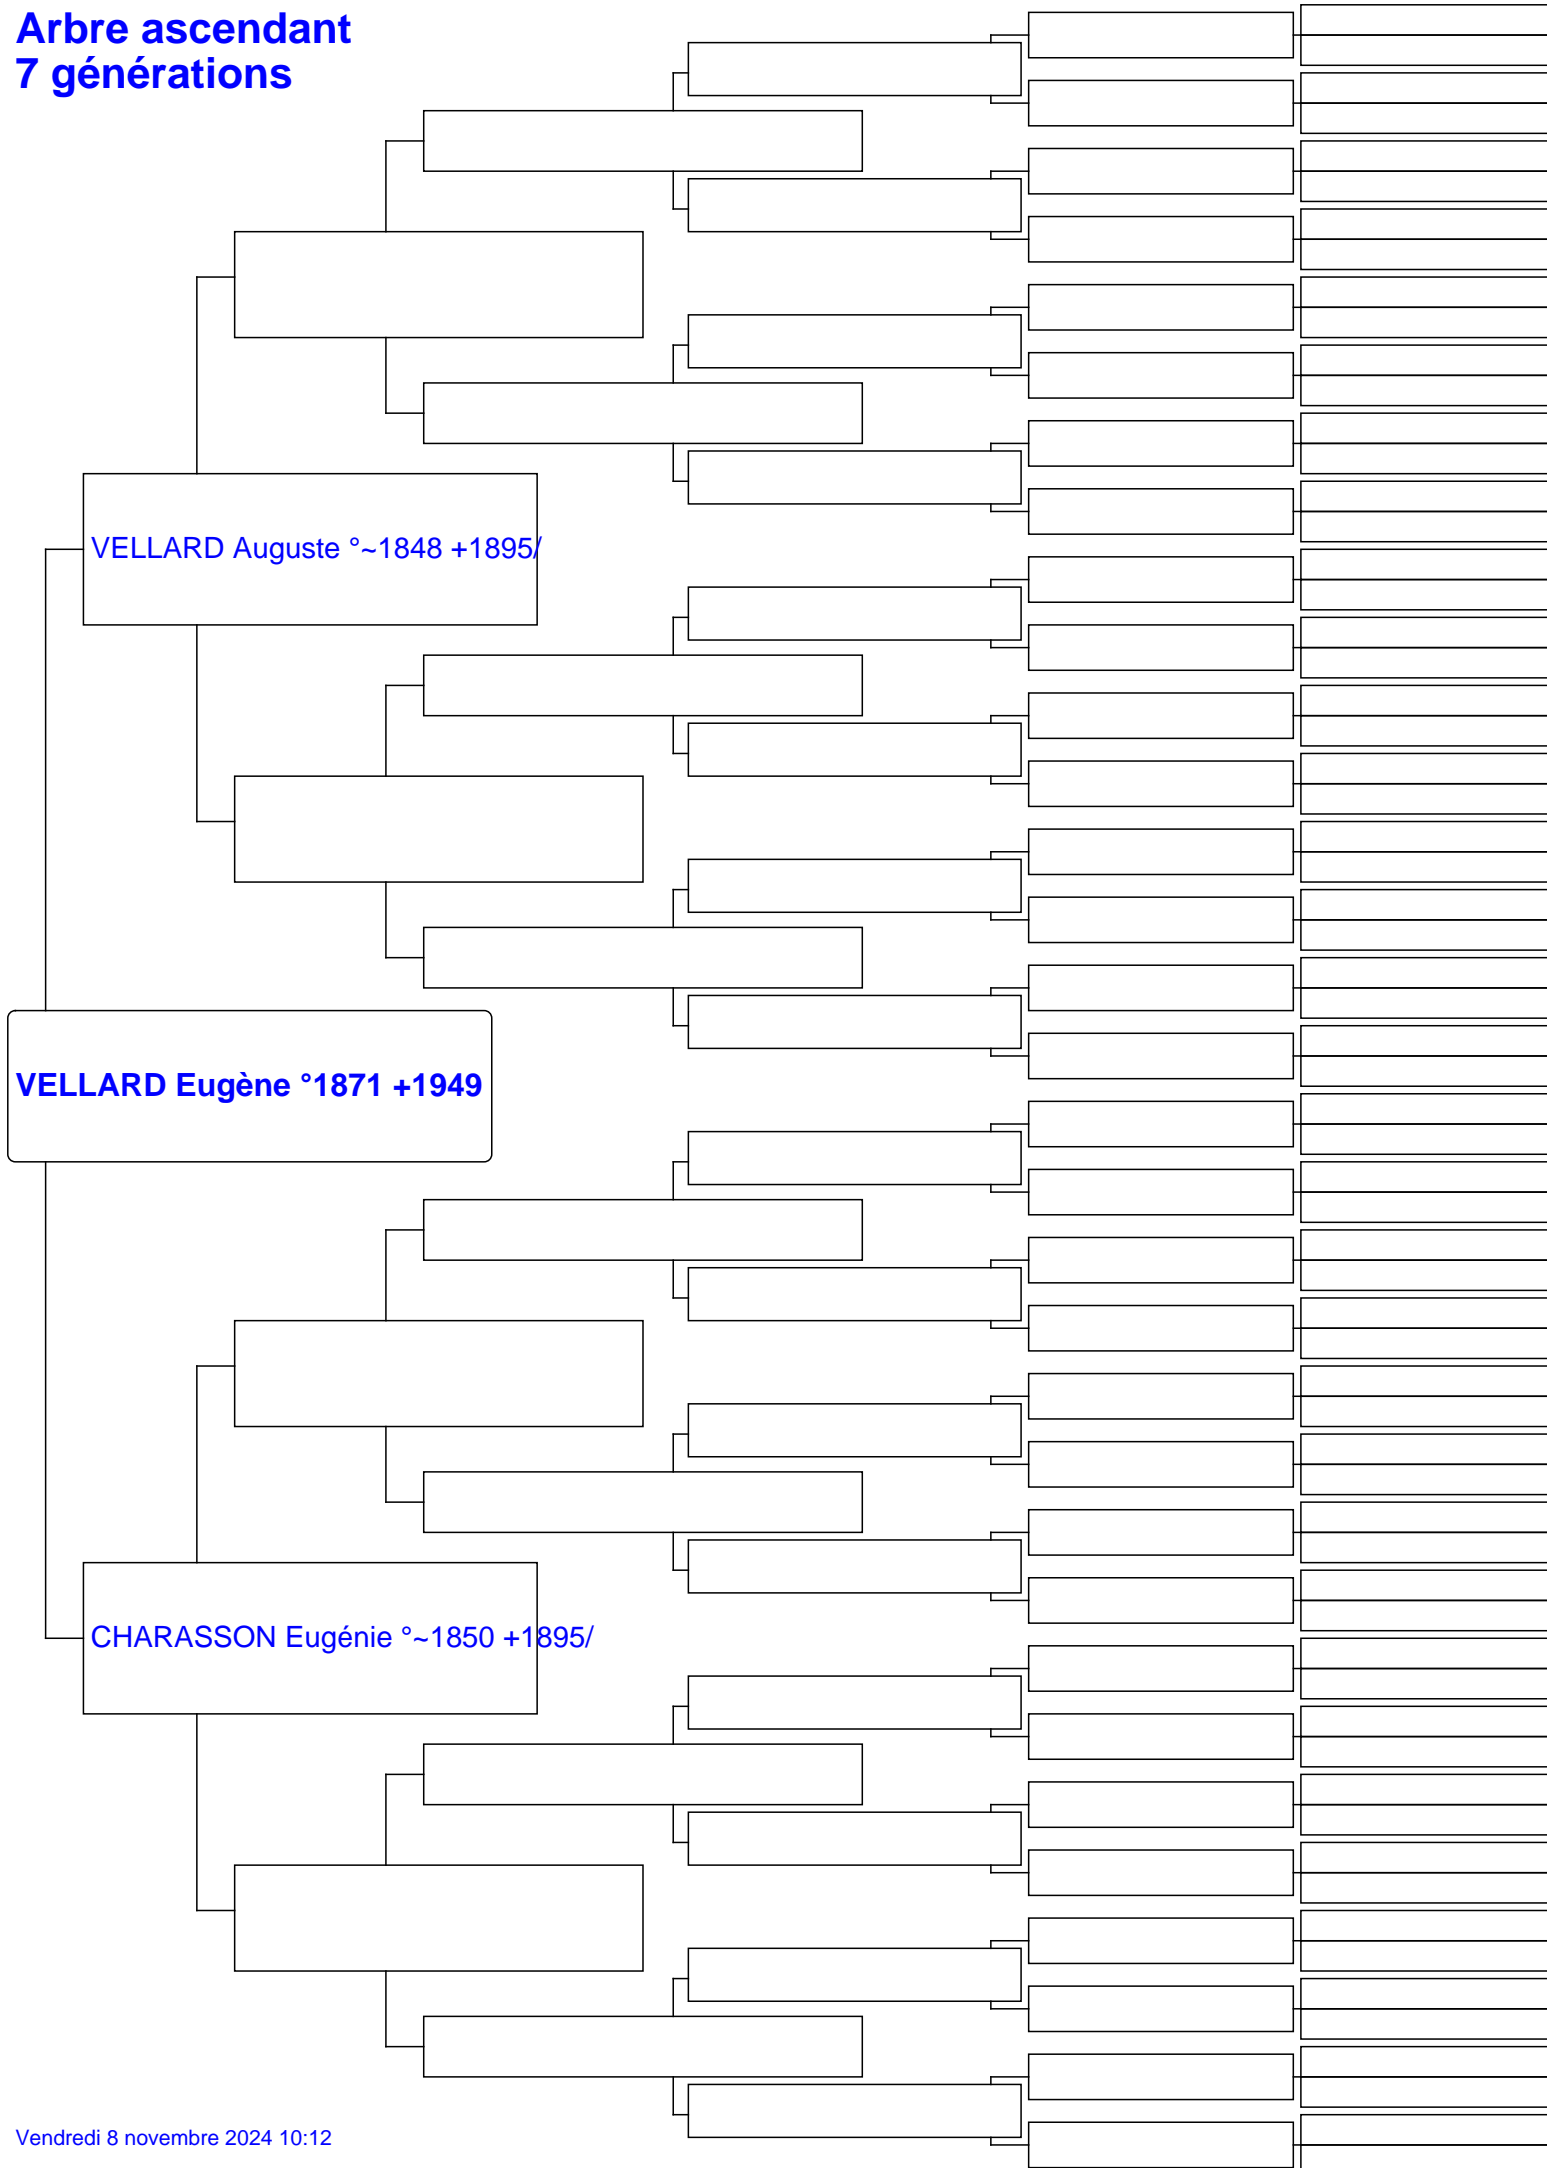 Arbre ascendant
7 générations
VELLARD Auguste °~1848 +1895/
VELLARD Eugène °1871 +1949
CHARASSON Eugénie °~1850 +1895/
Vendredi 8 novembre 2024 10:12